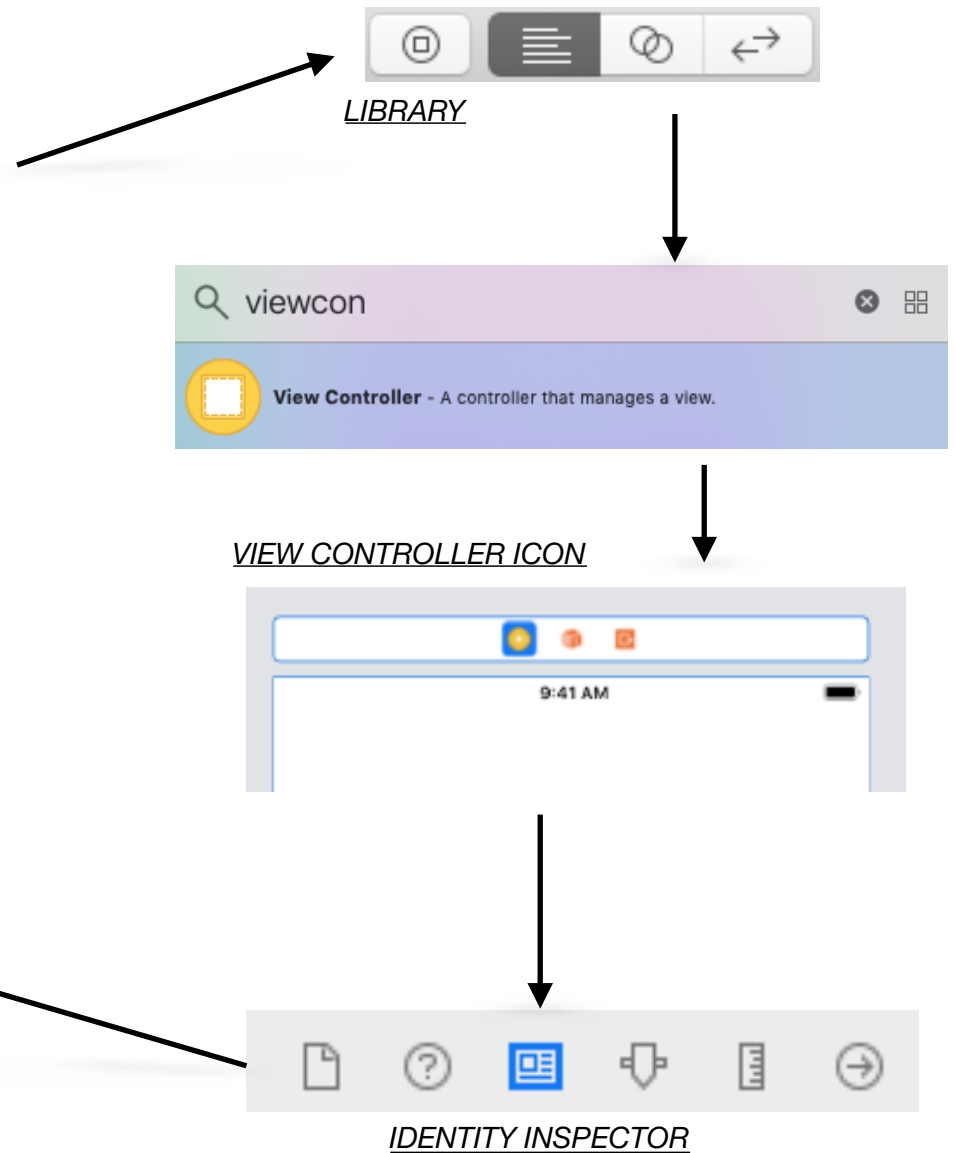 LIBRARY
viewcon
View Controller - A controller that manages a view.
VIEW CONTROLLER ICON
9:41 AM
IDENTITY INSPECTOR